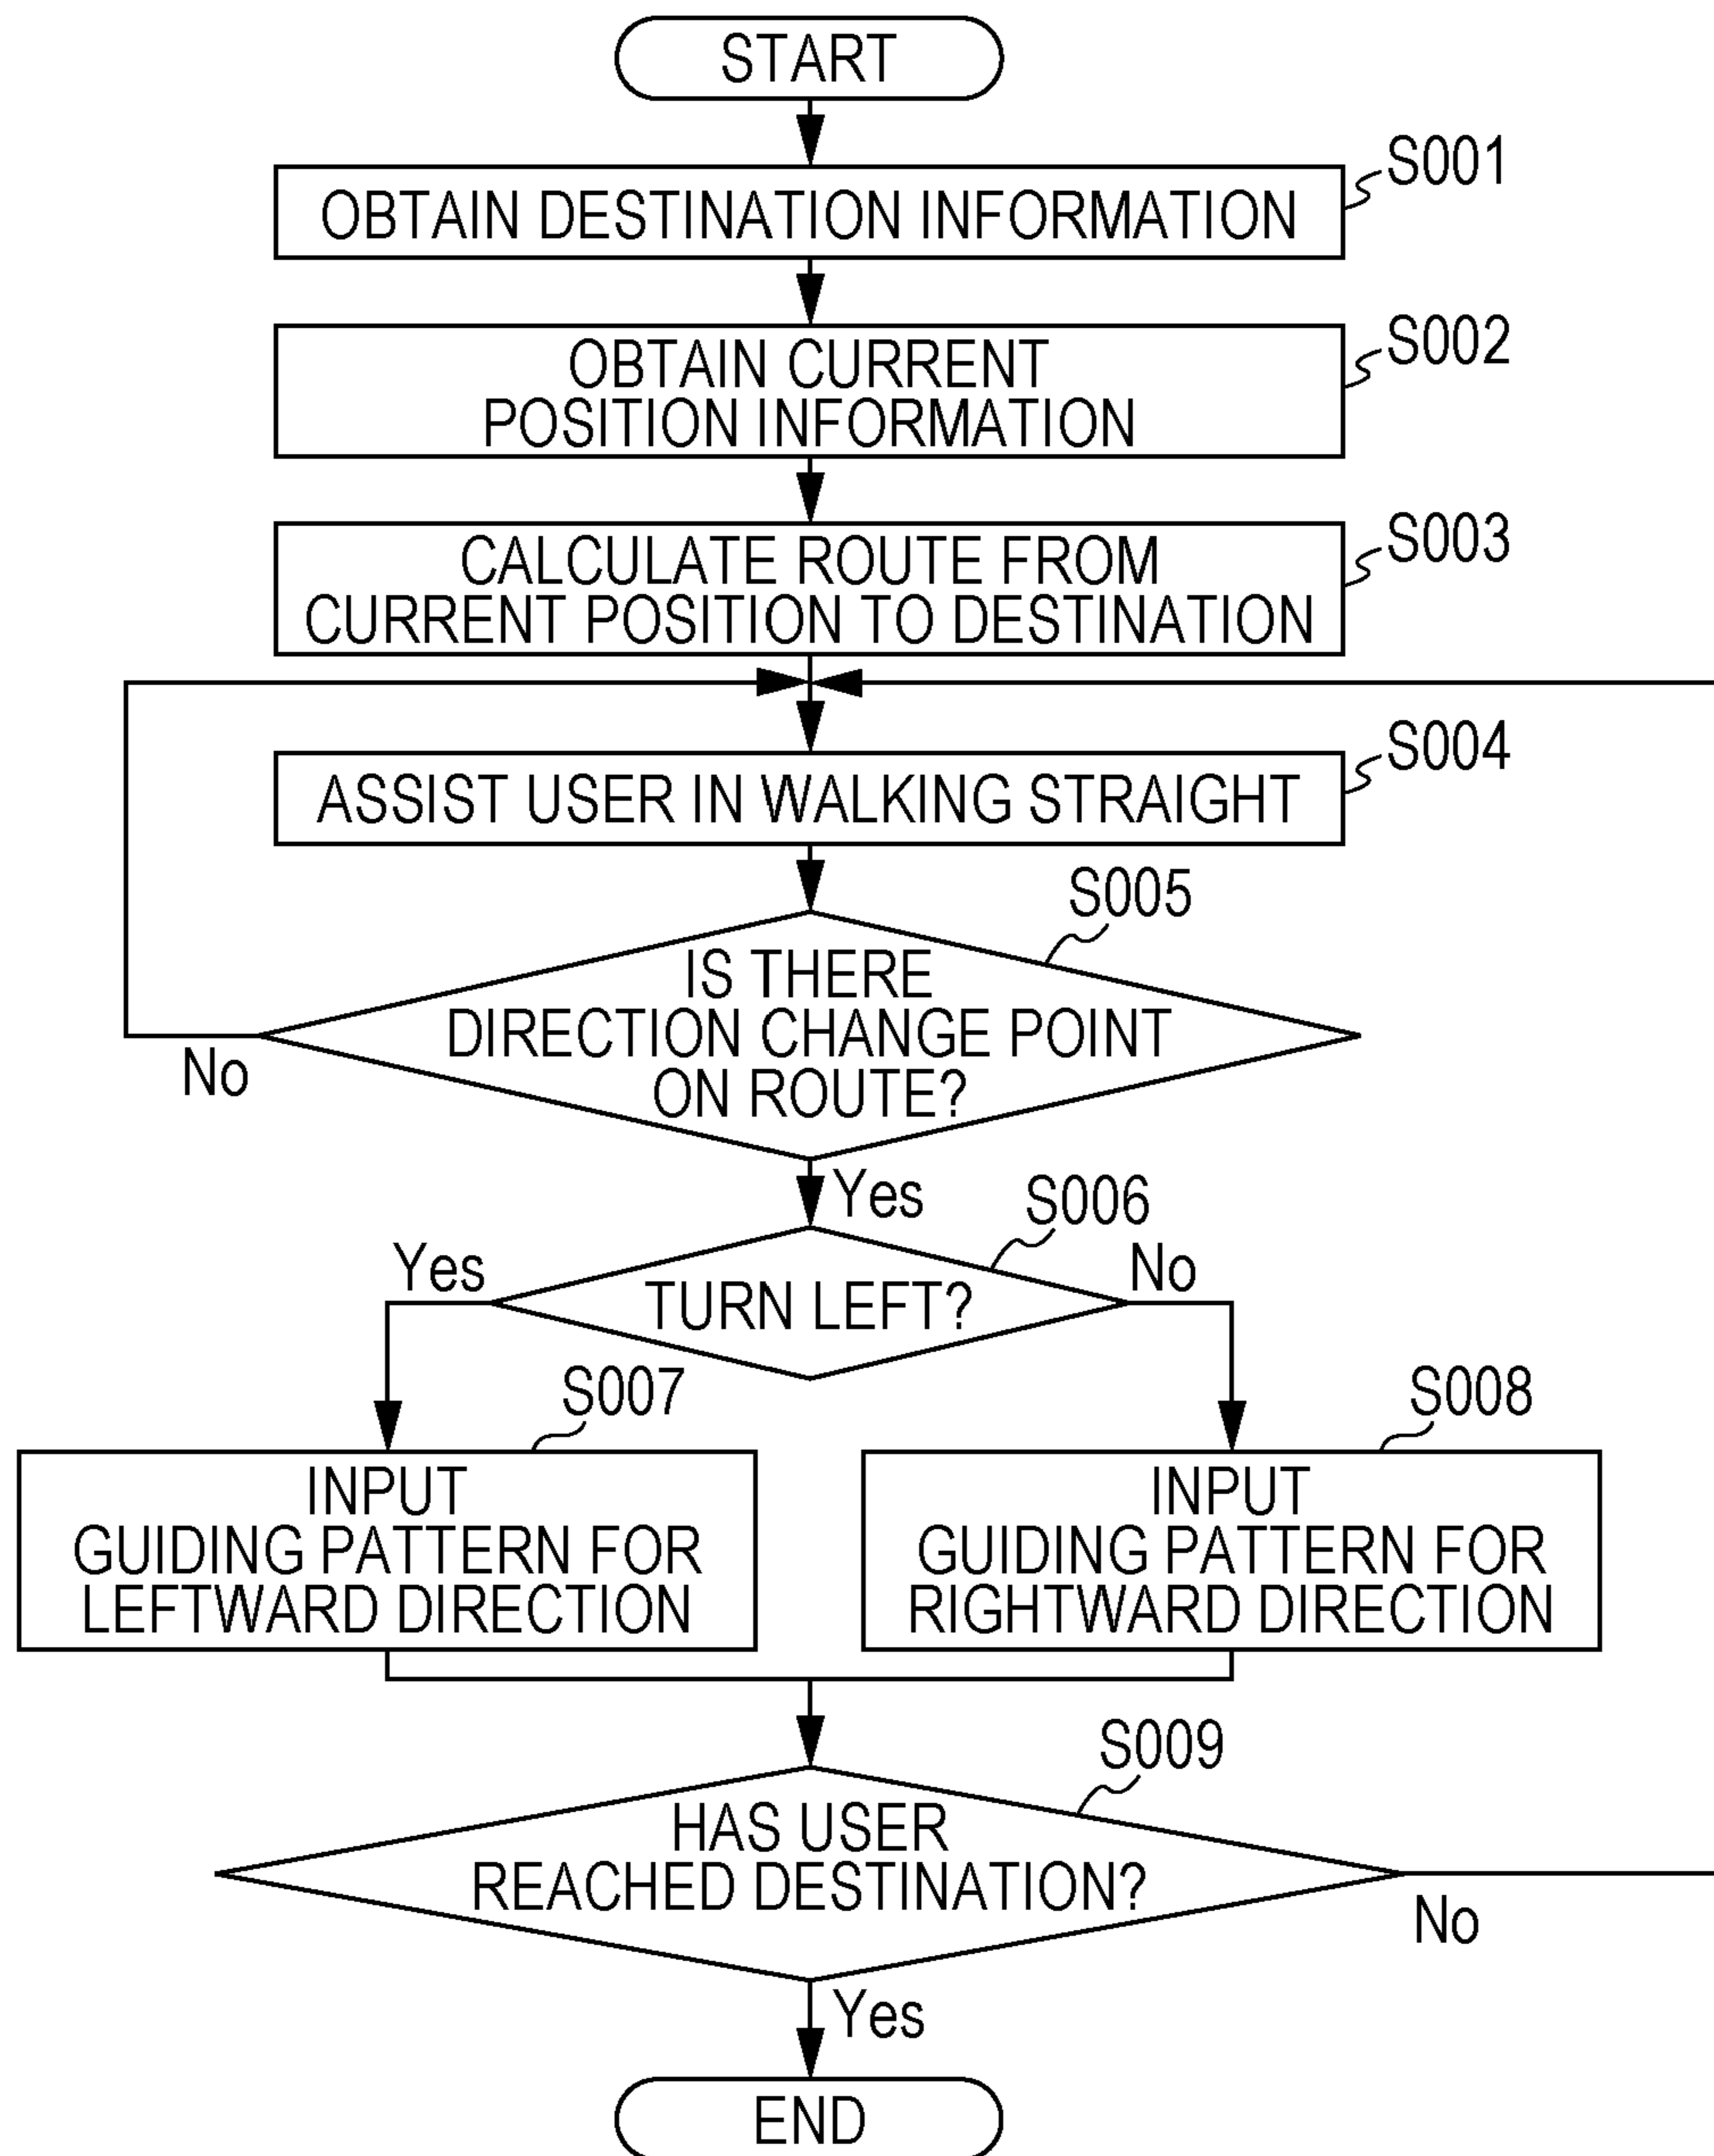 START
S001
OBTAIN DESTINATION INFORMATION
S002
OBTAIN CURRENT
POSITION INFORMATION
S003
CALCULATE ROUTE FROM
CURRENT POSITION TO DESTINATION
S004
ASSIST USER IN WALKING STRAIGHT
S005
IS THERE
DIRECTION CHANGE POINT
ON ROUTE?
No
Yes
S006
Yes
No
TURN LEFT?
S007
S008
INPUT
GUIDING PATTERN FOR
LEFTWARD DIRECTION
INPUT
GUIDING PATTERN FOR
RIGHTWARD DIRECTION
S009
HAS USER
REACHED DESTINATION?
No
Yes
END